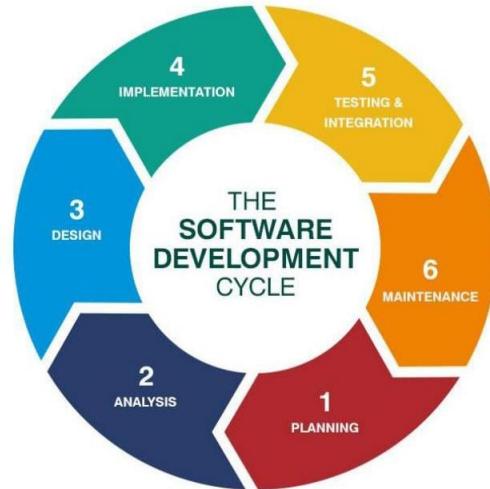 THE
SOFTWARE
DEVELOPMENT
CYCLE
1
PLANNING
2
ANALYSIS
3
DESIGN
4
IMPLEMENTATION
5
TESTING &
INTEGRATION
6
MAINTENANCE